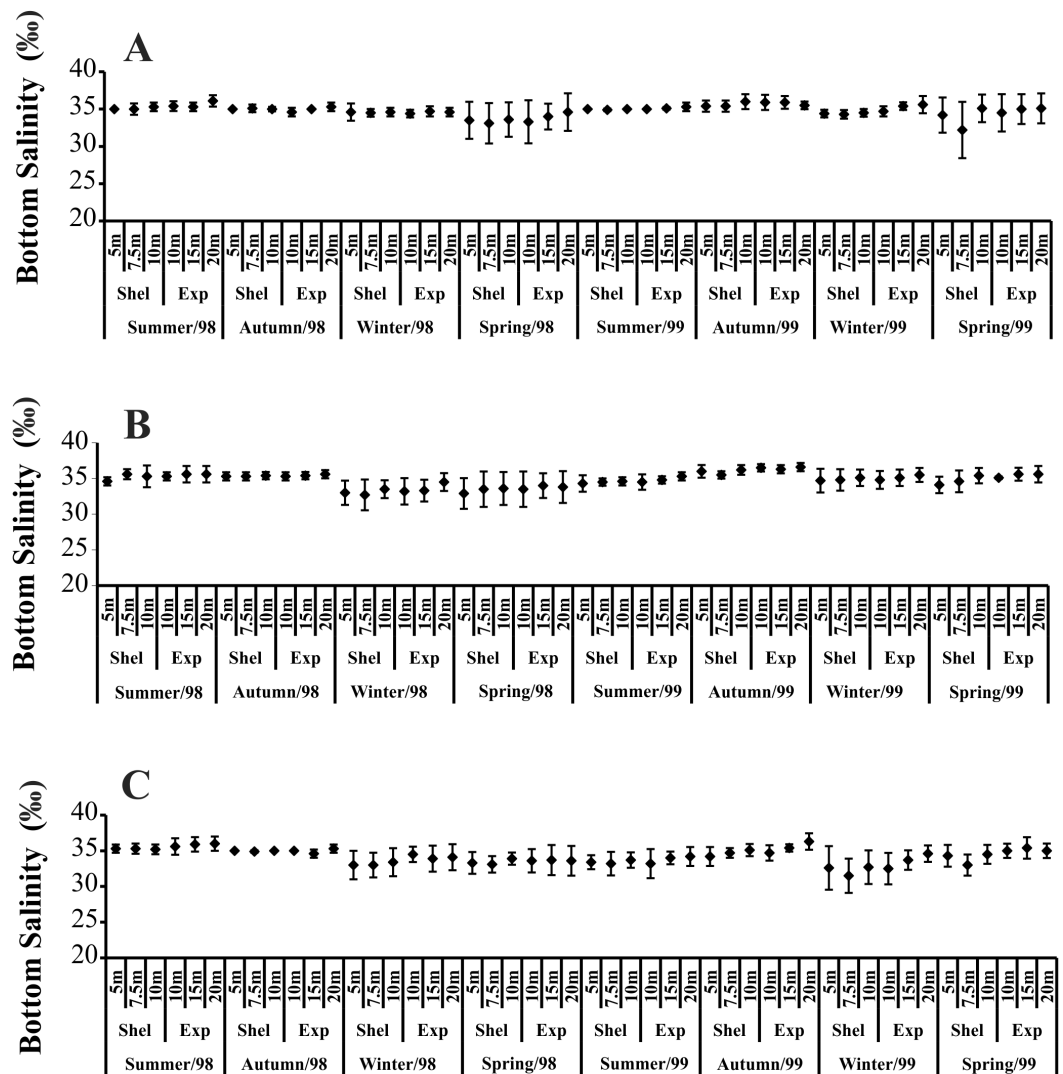 A
Bottom Salinity (‰)
40
35
30
25
20
5m 7.5m 10m 10m 15m 20m 5m 7.5m 10m 10m 15m 20m 5m 7.5m 10m 10m 15m 20m 5m 7.5m 10m 10m 15m 20m 5m 7.5m 10m 10m 15m 20m 5m 7.5m 10m 10m 15m 20m 5m 7.5m 10m 10m 15m 20m 5m 7.5m 10m 10m 15m 20m
Shel Exp Shel Exp Shel Exp Shel Exp Shel Exp Shel Exp Shel Exp Shel Exp
Summer/98 Autumn/98 Winter/98 Spring/98 Summer/99 Autumn/99 Winter/99 Spring/99
B
Bottom Salinity (‰)
40
35
30
25
20
5m 7.5m 10m 10m 15m 20m 5m 7.5m 10m 10m 15m 20m 5m 7.5m 10m 10m 15m 20m 5m 7.5m 10m 10m 15m 20m 5m 7.5m 10m 10m 15m 20m 5m 7.5m 10m 10m 15m 20m 5m 7.5m 10m 10m 15m 20m 5m 7.5m 10m 10m 15m 20m
Shel Exp Shel Exp Shel Exp Shel Exp Shel Exp Shel Exp Shel Exp Shel Exp
Summer/98 Autumn/98 Winter/98 Spring/98 Summer/99 Autumn/99 Winter/99 Spring/99
C
Bottom Salinity (‰)
40
35
30
25
20
5m 7.5m 10m 10m 15m 20m 5m 7.5m 10m 10m 15m 20m 5m 7.5m 10m 10m 15m 20m 5m 7.5m 10m 10m 15m 20m 5m 7.5m 10m 10m 15m 20m 5m 7.5m 10m 10m 15m 20m 5m 7.5m 10m 10m 15m 20m 5m 7.5m 10m 10m 15m 20m
Shel Exp Shel Exp Shel Exp Shel Exp Shel Exp Shel Exp Shel Exp Shel Exp
Summer/98 Autumn/98 Winter/98 Spring/98 Summer/99 Autumn/99 Winter/99 Spring/99